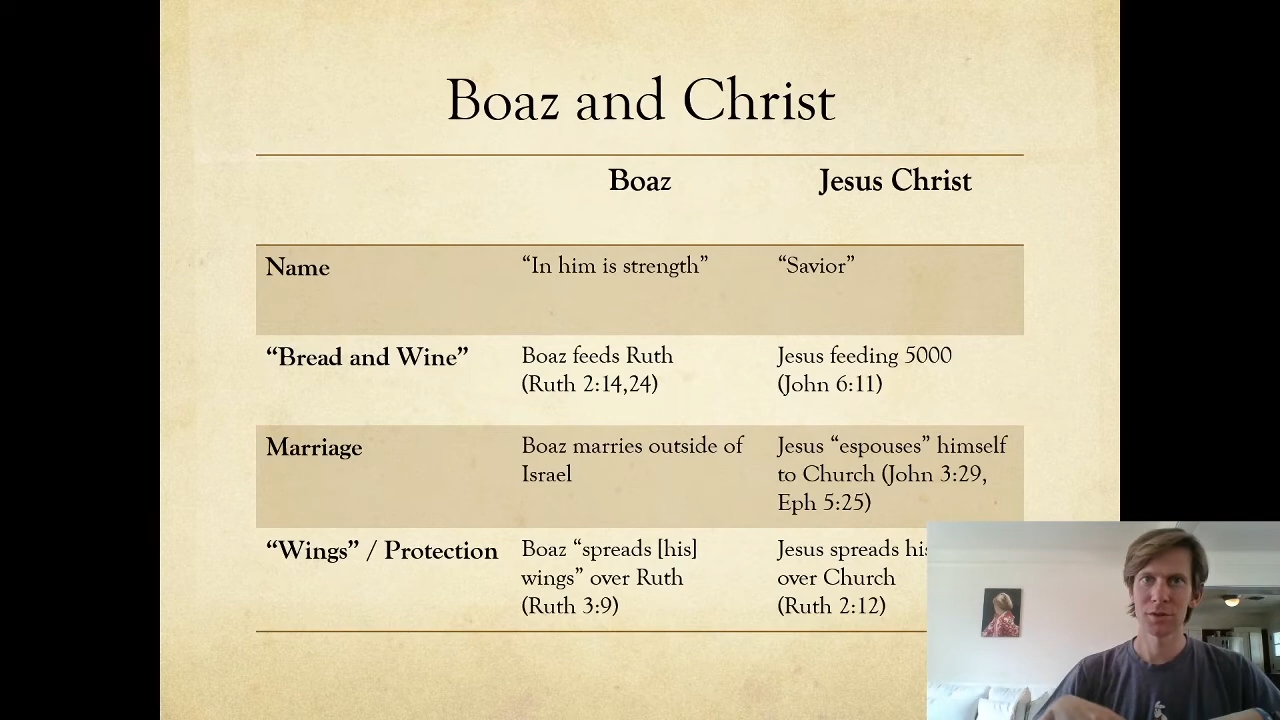 Boaz and Christ
Boaz
Jesus Christ
Name
“In him is strength”
“Savior”
“Bread and Wine”
Boaz feeds Ruth
(Ruth 2:14,24)
Jesus feeding 5000
(John 6:11)
Marriage
Boaz marries outside of
Israel
Jesus “espouses” himself
to Church (John 3:29,
Eph 5:25)
“Wings” / Protection
Boaz “spreads [his]
wings” over Ruth
(Ruth 3:9)
Jesus spreads
over Church
(Ruth 2:12)